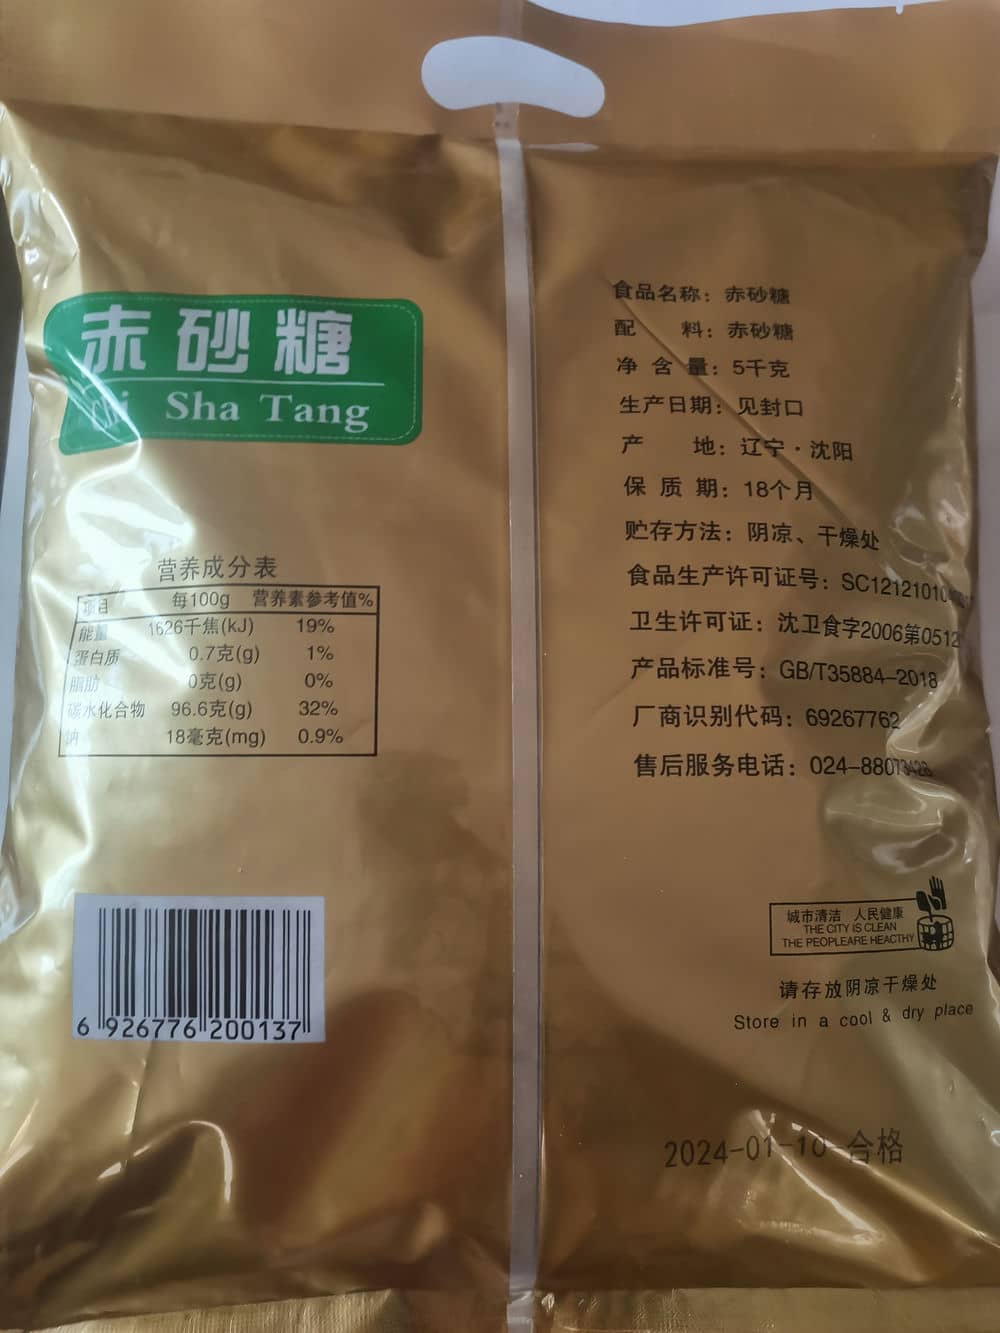 赤砂糖
Chi Sha Tang
营养成分表
项目 每100g 营养素参考值%
能量 1626千焦(kJ) 19%
蛋白质 0.7克(g) 1%
脂肪 0克(g) 0%
碳水化合物 96.6克(g) 32%
钠 18毫克(mg) 0.9%
6 926776 200137
食品名称：赤砂糖
配 料：赤砂糖
净含量：5千克
生产日期：见封口
产 地：辽宁·沈阳
保质期：18个月
贮存方法：阴凉、干燥处
食品生产许可证号：
卫生许可证：沈卫食字2006第0512
产品标准号：GB/T35884-2018
厂商识别代码：69267762
售后服务电话：
城市清洁 人民健康
THE CITY IS CLEAN
THE PEOPLEARE HEACTHY
请存放阴凉干燥处
Store in a cool & dry place
2024-01-10 合格